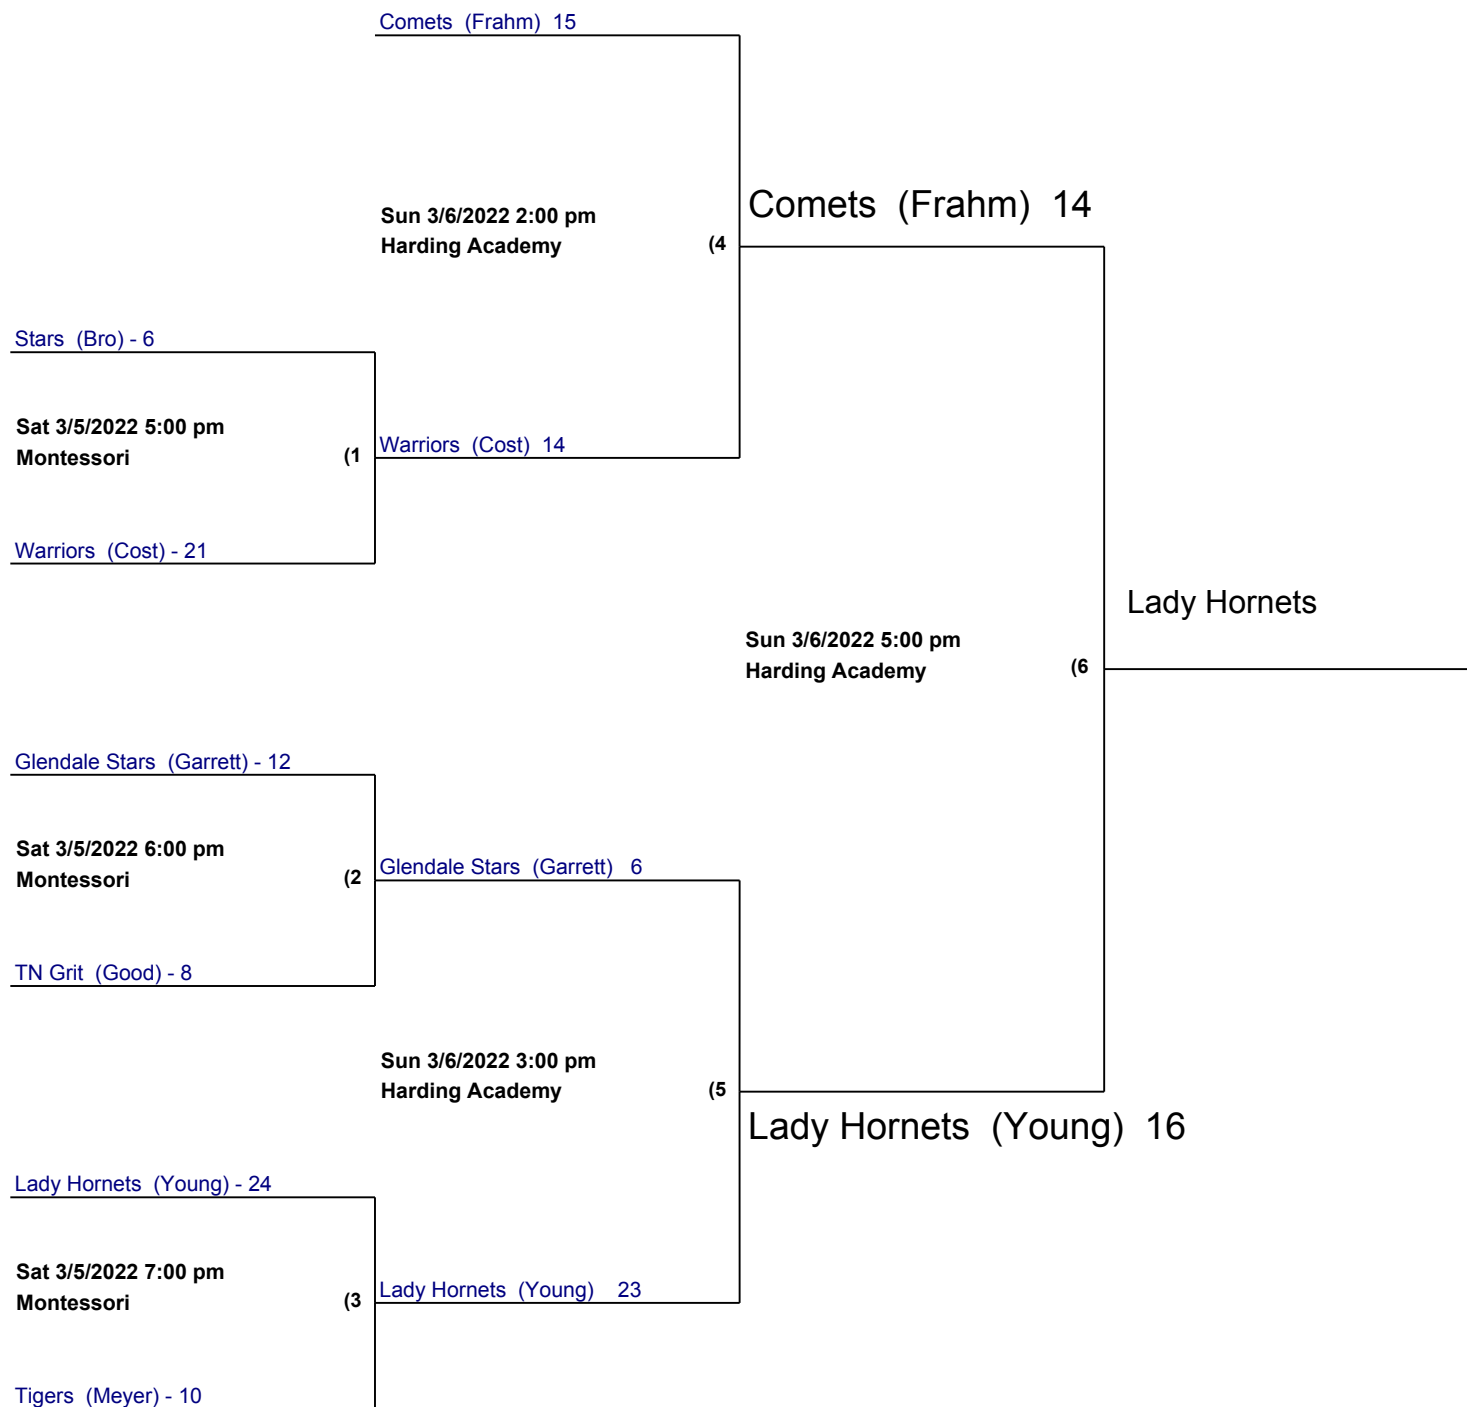 Comets (Frahm) 15
Sun 3/6/2022 2:00 pm
Harding Academy (4
Comets (Frahm) 14
Stars (Bro) - 6
Sat 3/5/2022 5:00 pm
Montessori (1
Warriors (Cost) 14
Warriors (Cost) - 21
Lady Hornets
Sun 3/6/2022 5:00 pm
Harding Academy (6
Glendale Stars (Garrett) - 12
Sat 3/5/2022 6:00 pm
Montessori (2
Glendale Stars (Garrett) 6
TN Grit (Good) - 8
Sun 3/6/2022 3:00 pm
Harding Academy (5
Lady Hornets (Young) 16
Lady Hornets (Young) - 24
Sat 3/5/2022 7:00 pm
Montessori (3
Lady Hornets (Young) 23
Tigers (Meyer) - 10